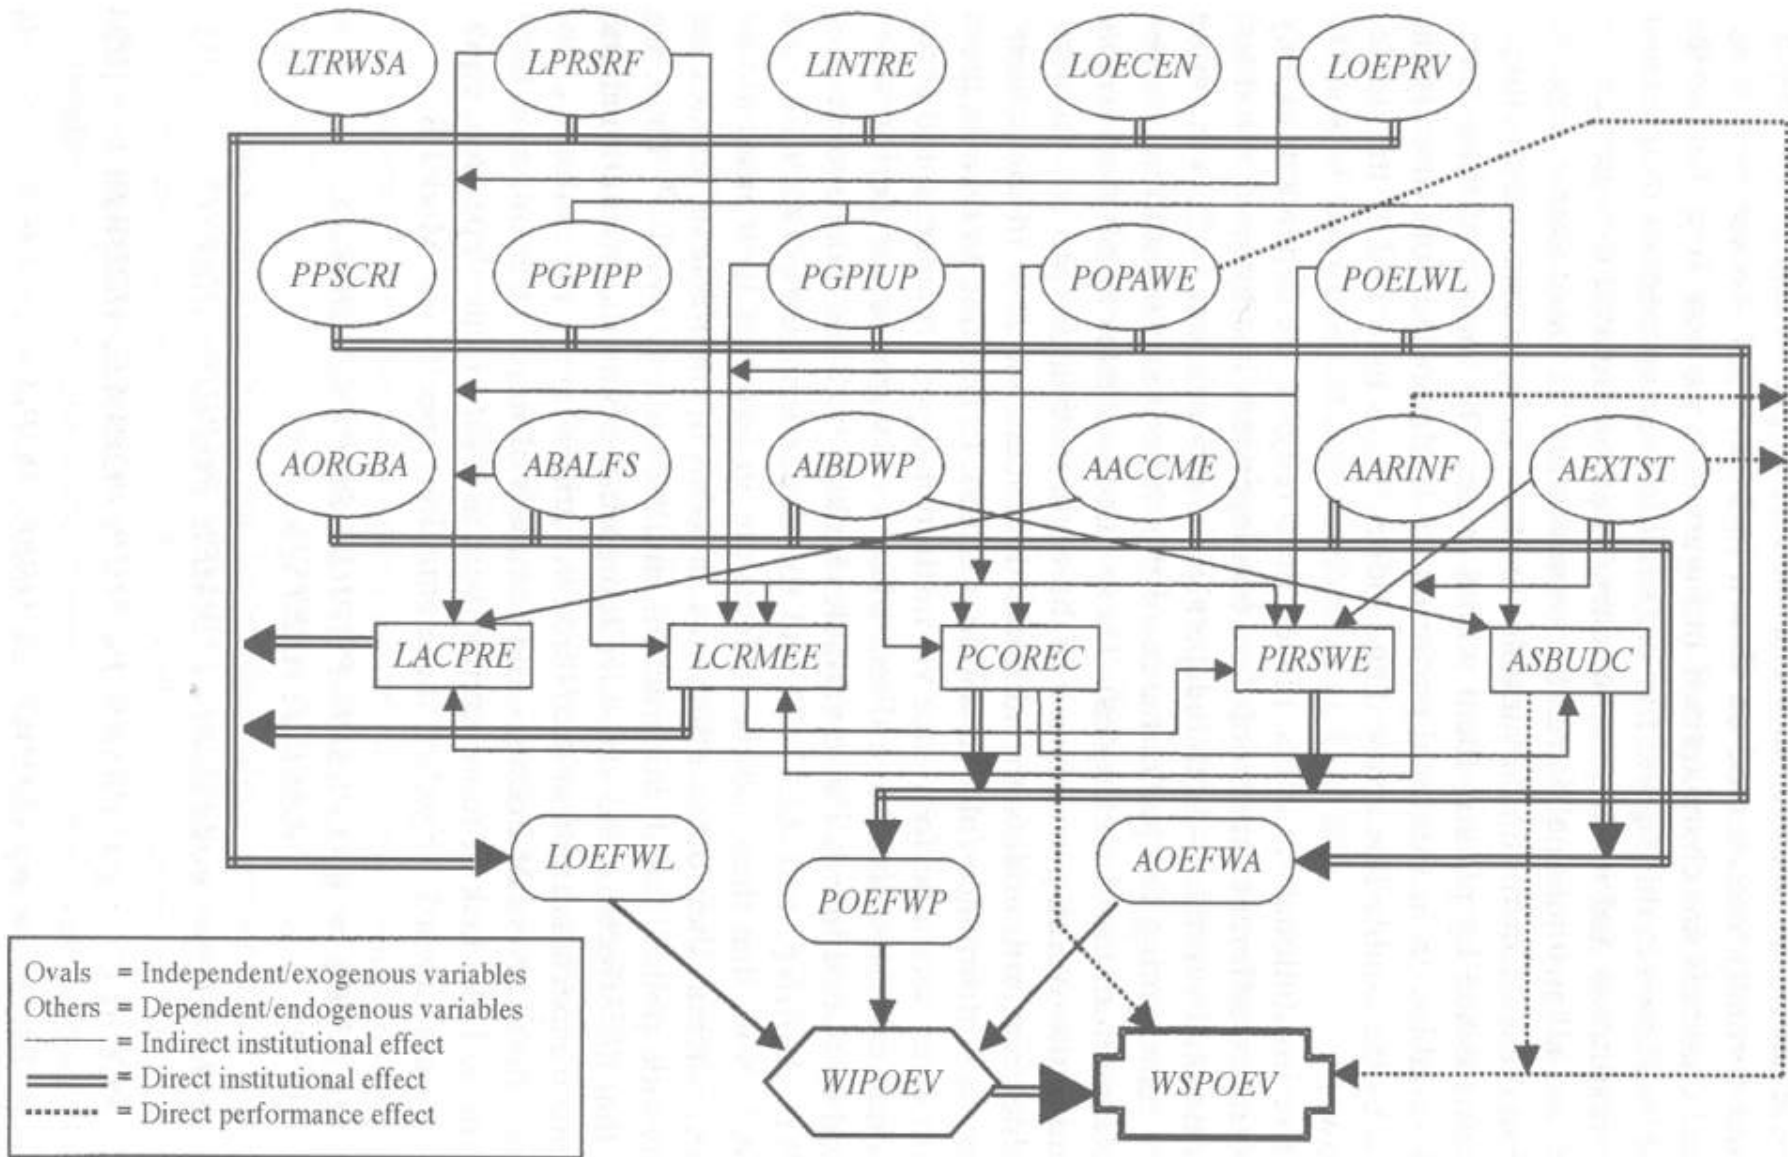 LTRWSA LPRSRF LINTRE LOECEN LOEPRV
PPSCRI PGPIPP PGPIUP POPAWE POELWL
AORGBA ABALFS AIBDWP AACCME AARINF AEXTST
LACPRE LCRMEE PCOREC PIRSWE ASBUDC
LOEFWL POEFWP AOEFWA
Ovals = Independent/exogenous variables
Others = Dependent/endogenous variables
= Indirect institutional effect
= Direct institutional effect
= Direct performance effect
WIPOEV WSPOEV